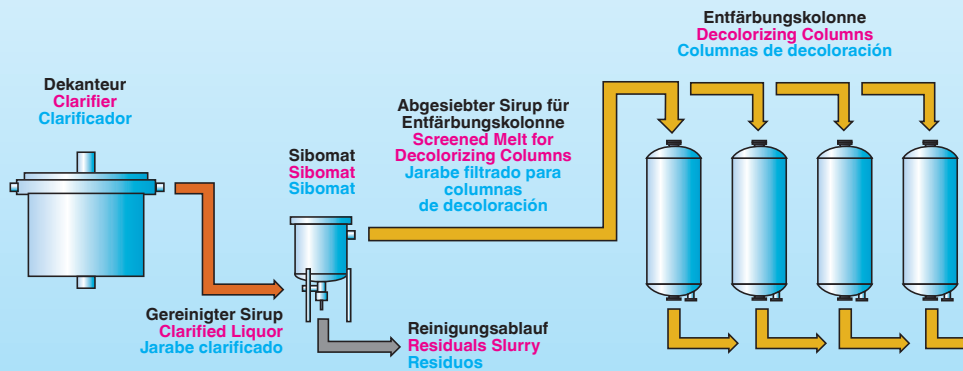 Dekanteur
Clarifier
Clarificador
Sibomat
Sibomat
Sibomat
Abgesiebter Sirup für
Entfärbungskolonne
Screened Melt for
Decolorizing Columns
Jarabe filtrado para
columnas
de decoloración
Entfärbungskolonne
Decolorizing Columns
Columnas de decoloración
Gereinigter Sirup
Clarified Liquor
Jarabe clarificado
Reinigungsablauf
Residuals Slurry
Residuos